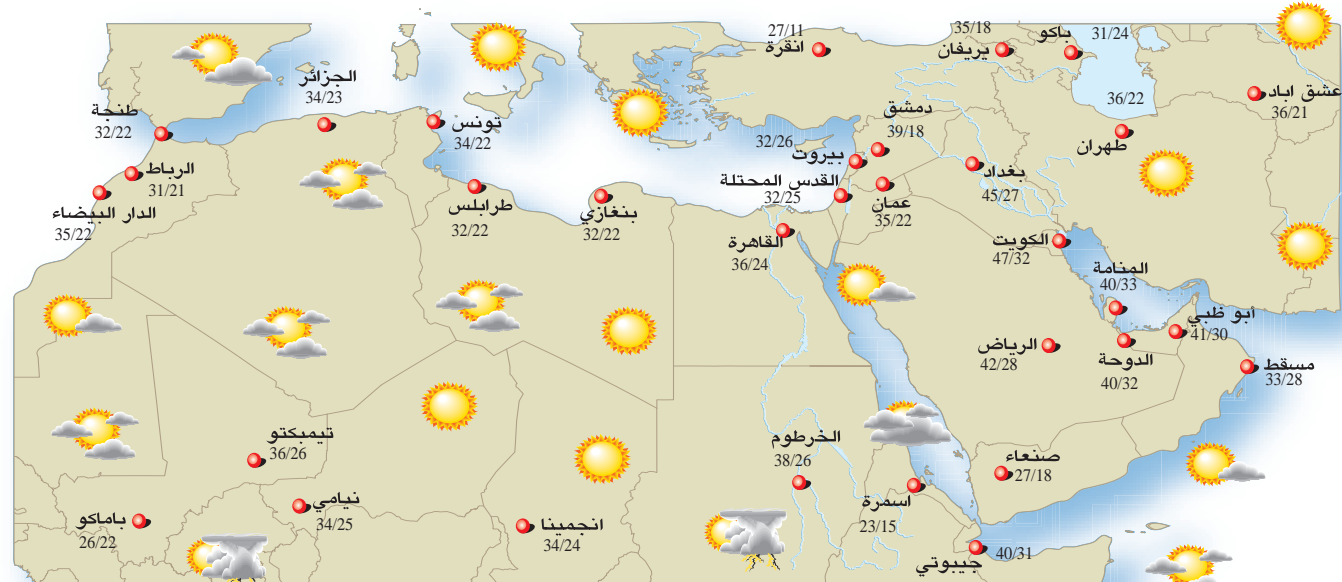 27/11
انقرة
35/18
يريفان
باكو
31/24
36/22
عشق اباد
36/21
طهران
الجزائر
34/23
طنجة
32/22
تونس
34/22
الرباط
31/21
الدار البيضاء
35/22
طرابلس
32/22
بنغازي
32/22
32/26
دمشق
39/18
بيروت
القدس المحتلة
32/25
عمان
35/22
بغداد
45/27
القاهرة
36/24
الكويت
47/32
المنامة
40/33
أبو ظبي
41/30
الدوحة
40/32
الرياض
42/28
مسقط
33/28
تيمبكتو
36/26
نيامي
34/25
باماكو
26/22
انجمينا
34/24
الخرطوم
38/26
اسمرة
23/15
صنعاء
27/18
جيبوتي
40/31